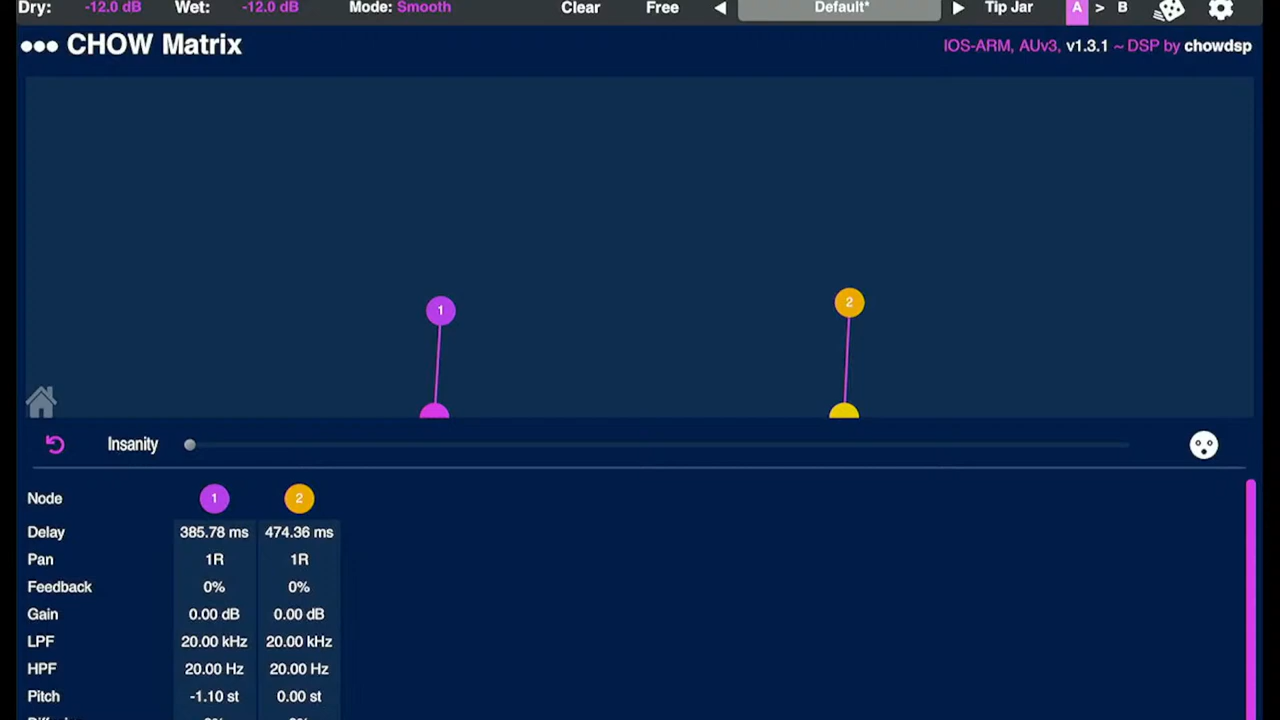 Dry: -12.0 dB Wet: -12.0 dB Mode: Smooth Clear Free Default* Tip Jar A > B
CHOW Matrix IOS-ARM, AUv3, v1.3.1 ~ DSP by chowdsp
1 2
Insanity
Node 1 2
Delay 385.78 ms 474.36 ms
Pan 1R 1R
Feedback 0% 0%
Gain 0.00 dB 0.00 dB
LPF 20.00 kHz 20.00 kHz
HPF 20.00 Hz 20.00 Hz
Pitch -1.10 st 0.00 st